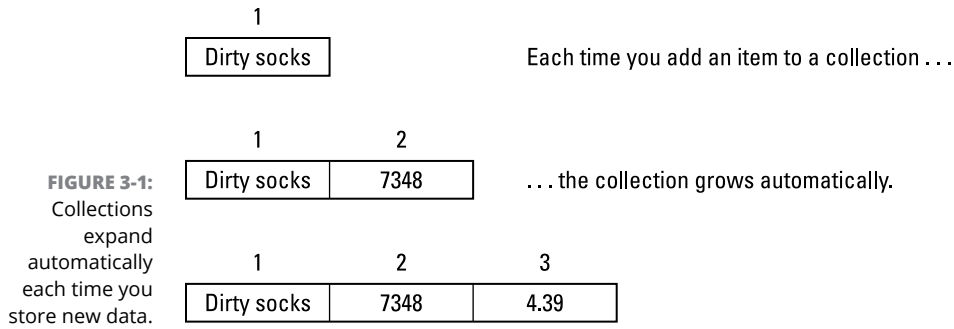 1
Dirty socks
Each time you add an item to a collection . . .
1 2
Dirty socks 7348
. . . the collection grows automatically.
FIGURE 3-1:
Collections
expand
automatically
each time you
store new data.
1 2 3
Dirty socks 7348 4.39